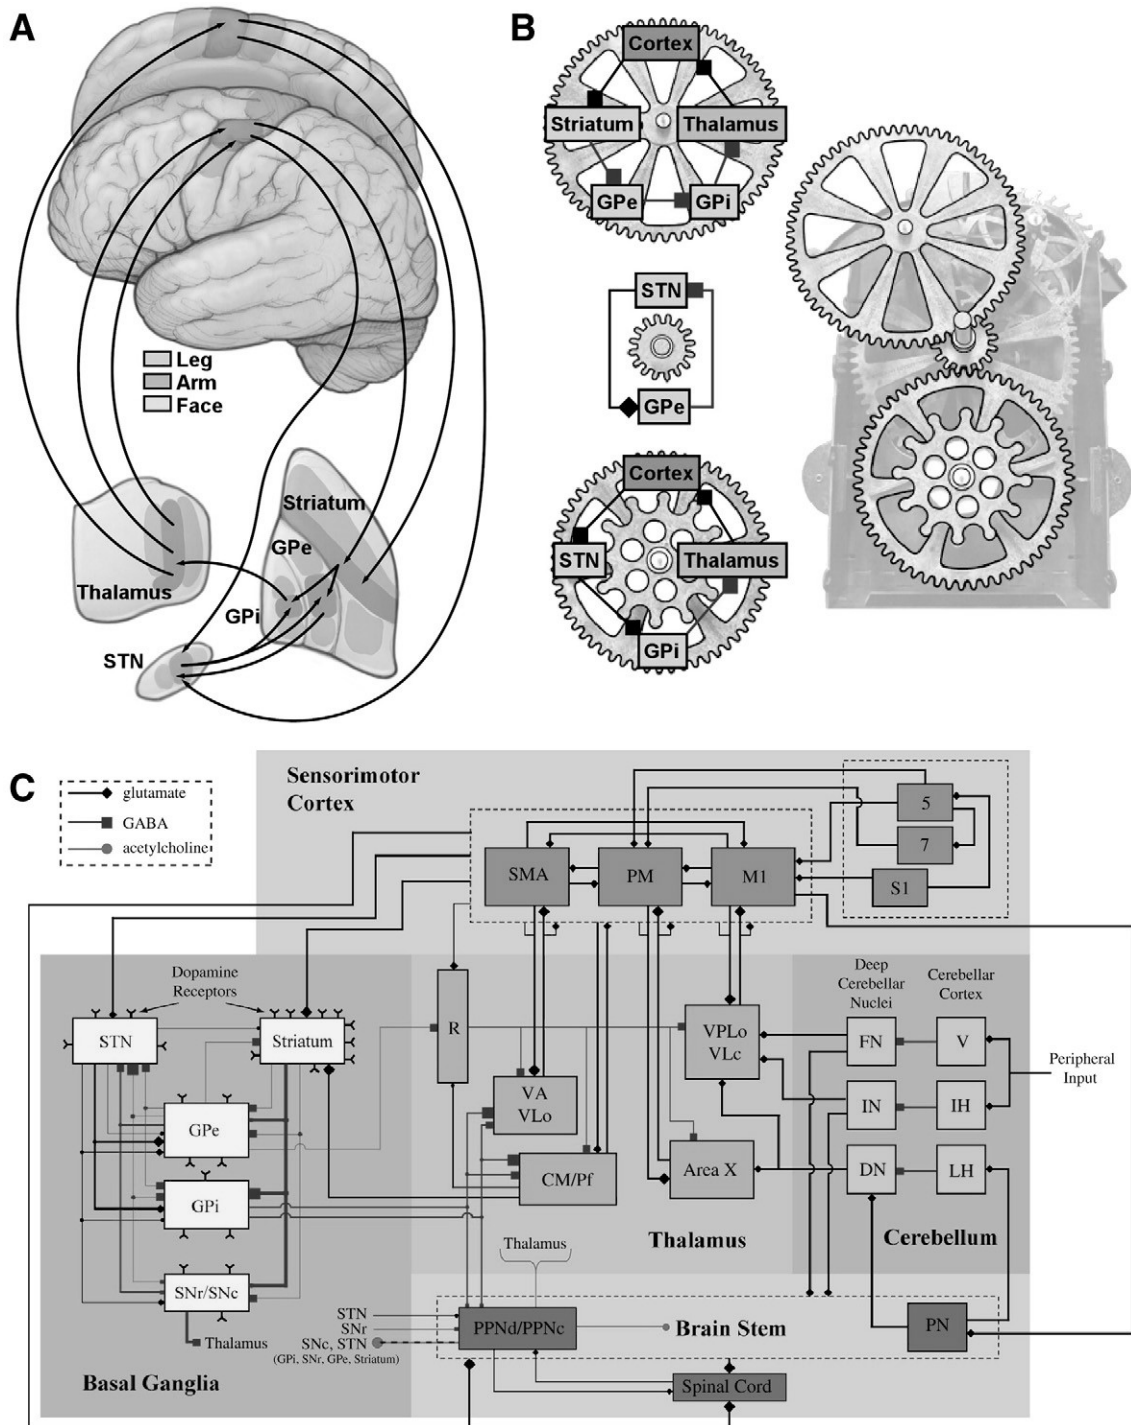 A
Leg
Arm
Face
Striatum
GPe
Thalamus
GPi
STN
B
Cortex
Striatum
Thalamus
GPe
GPi
STN
GPe
Cortex
STN
Thalamus
GPi
C
glutamate
GABA
acetylcholine
Sensorimotor
Cortex
SMA
PM
M1
5
7
S1
Dopamine
Receptors
STN
Striatum
GPe
GPi
SNr/SNc
Thalamus
Basal Ganglia
R
VA
VLo
CM/Pf
VPLo
VLc
Area X
Thalamus
Deep
Cerebellar
Nuclei
Cerebellar
Cortex
FN
V
IN
IH
DN
LH
Peripheral
Input
Cerebellum
Thalamus
STN
SNr
SNc, STN
(GPi, SNr, GPe, Striatum)
PPNd/PPNc
Brain Stem
PN
Spinal Cord